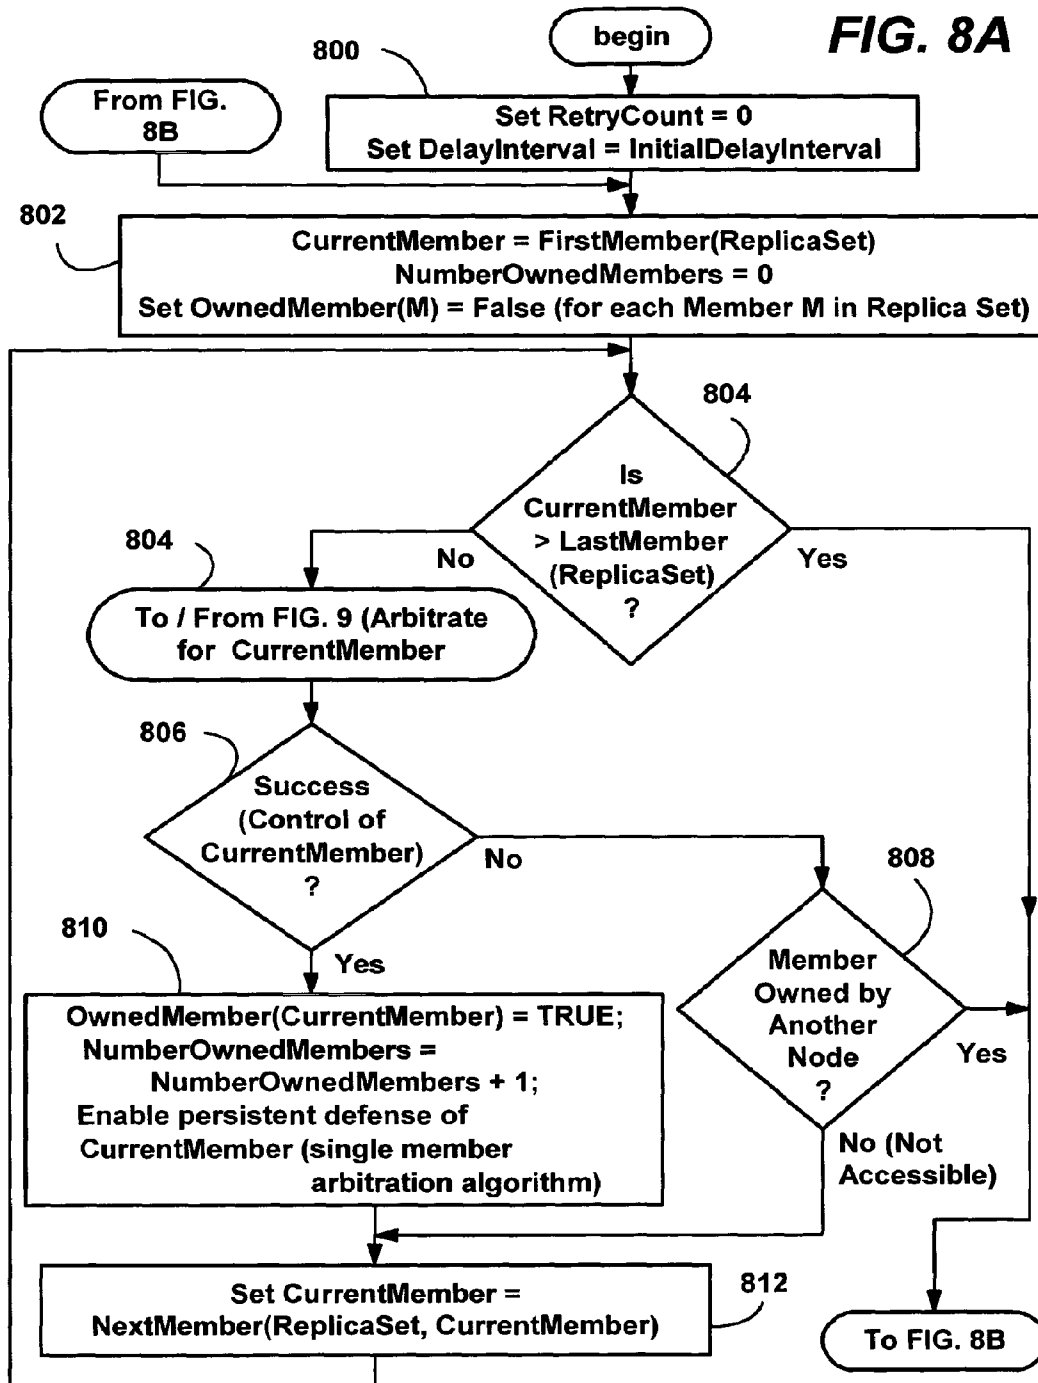 FIG. 8A
begin
800
From FIG.
8B
Set RetryCount = 0
Set DelayInterval = InitialDelayInterval
802
CurrentMember = FirstMember(ReplicaSet)
NumberOwnedMembers = 0
Set OwnedMember(M) = False (for each Member M in Replica Set)
804
Is
CurrentMember
> LastMember
(ReplicaSet)
?
No
Yes
804
To / From FIG. 9 (Arbitrate
for CurrentMember
806
Success
(Control of
CurrentMember)
?
No
Yes
808
Member
Owned by
Another
Node
?
Yes
No (Not
Accessible)
810
OwnedMember(CurrentMember) = TRUE;
NumberOwnedMembers =
NumberOwnedMembers + 1;
Enable persistent defense of
CurrentMember (single member
arbitration algorithm)
Set CurrentMember =
NextMember(ReplicaSet, CurrentMember)
812
To FIG. 8B